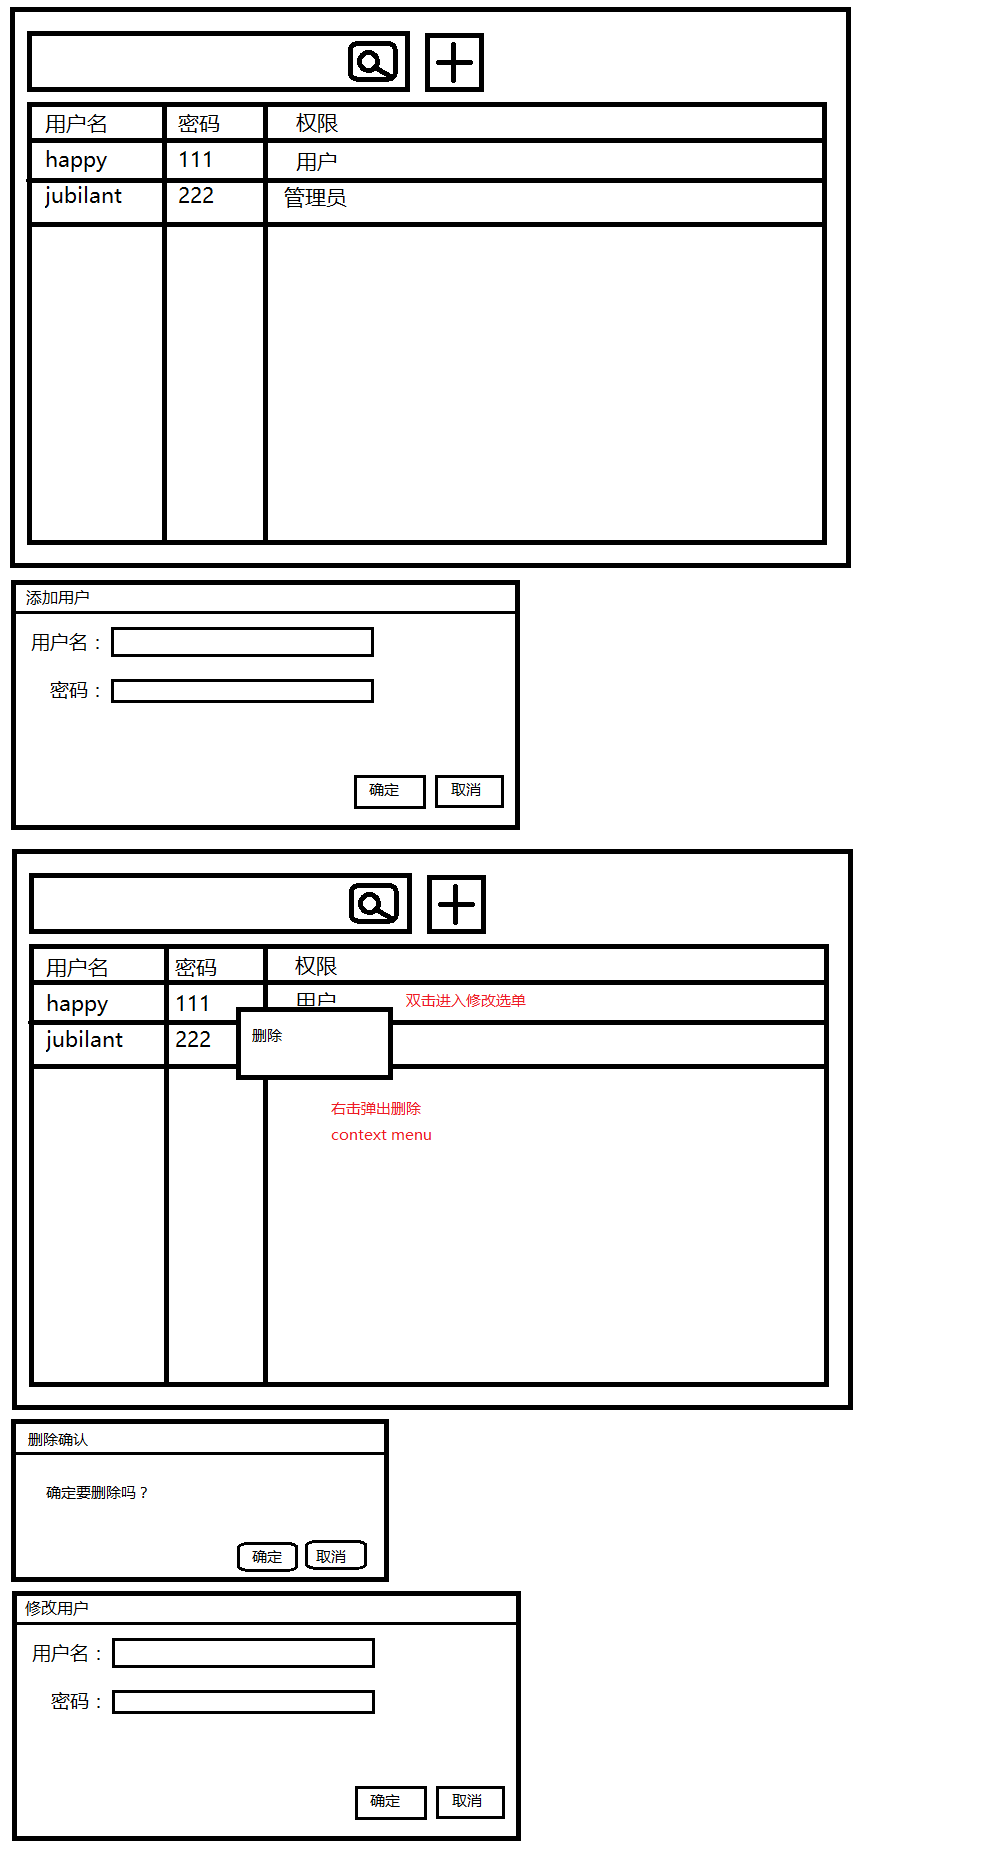 用户名 密码 权限
happy 111 用户
jubilant 222 管理员
添加用户
用户名：
密码：
确定 取消
用户名 密码 权限
happy 111 用户 双击进入修改选单
jubilant 222 删除
右击弹出删除
context menu
删除确认
确定要删除吗？
确定 取消
修改用户
用户名：
密码：
确定 取消